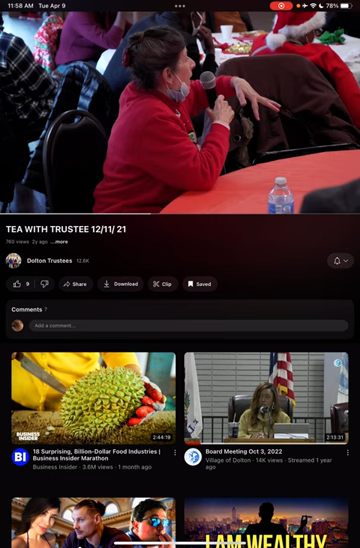 11:58 AM Tue Apr 9
78%
TEA WITH TRUSTEE 12/11/ 21
760 views 2y ago ...more
Dolton Trustees 12.6K
9 Share Download Clip Saved
Comments 7
Add a comment...
BUSINESS
INSIDER
2:44:19
2:13:31
BI
18 Surprising, Billion-Dollar Food Industries |
Business Insider Marathon
Business Insider · 3.6M views · 1 month ago
Board Meeting Oct 3, 2022
Village of Dolton · 14K views · Streamed 1 year
ago
I AM WEALTHY